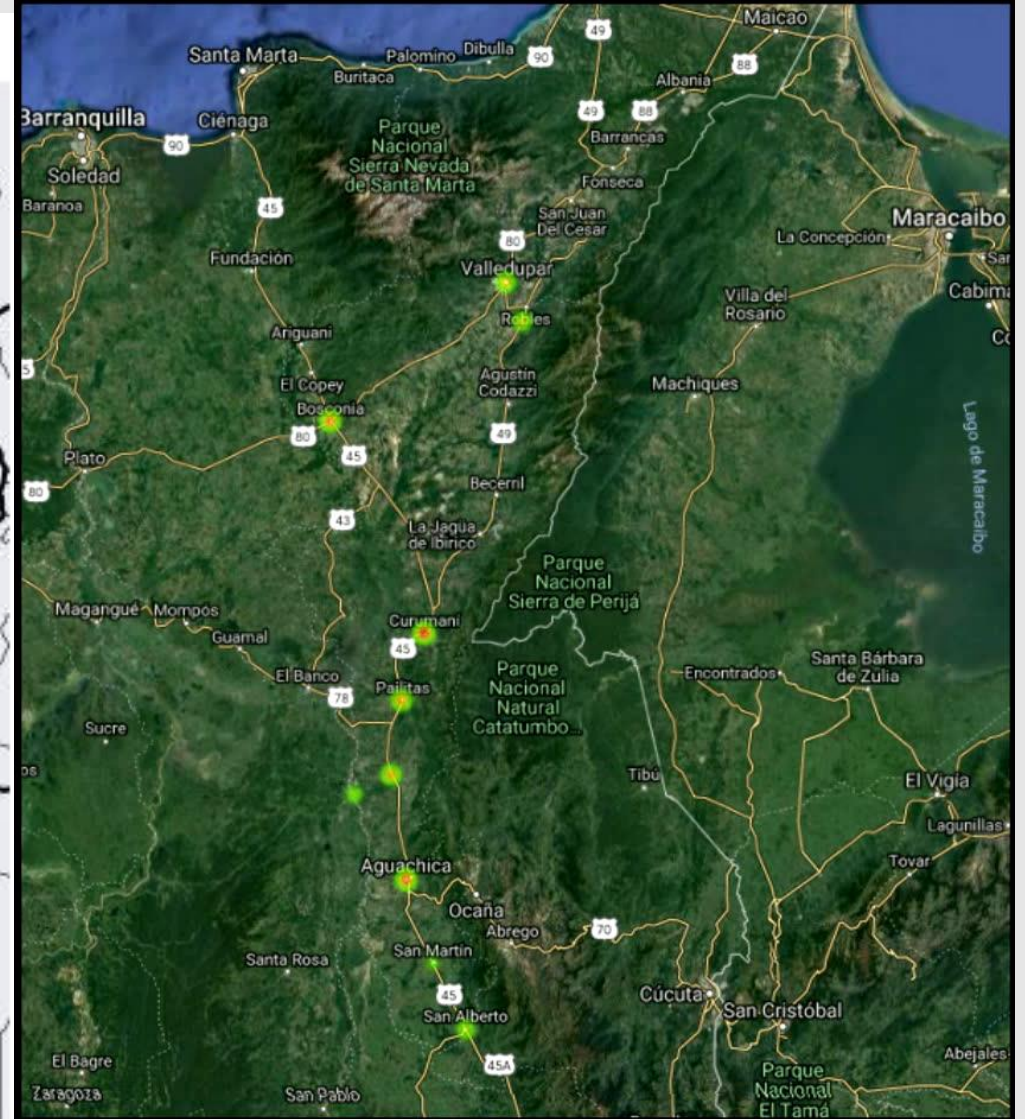 Maicao
49
Santa Marta
Palomino
Dibulla
90
Buritaca
88
Albania
Barranquilla
Ciénaga
49
88
90
Parque
Nacional
Sierra Nevada
de Santa Marta
Barrancas
Soledad
Fonseca
Baranoa
45
San Juan
Del Cesar
Maracaibo
La Concepción
80
Fundación
Valledupar
Cabima
Villa del
Rosario
Robles
Ariguaní
Agustín
Codazzi
El Copey
Machiques
Bosconia
80
49
45
Plato
Lago de Maracaibo
80
Becerril
43
La Jagua
de Ibirico
Parque
Nacional
Sierra de Perijá
Magangué
Mompós
Curumaní
Guamal
45
Santa Bárbara
de Zulia
El Banco
Encontrados
Pailitas
78
Parque
Nacional
Natural
Catatumbo...
Sucre
Tibú
El Vigía
Lagunillas
Aguachica
Tovar
Ocaña
Abrego
70
San Martín
Santa Rosa
45
Cúcuta
San Cristóbal
San Alberto
El Bagre
45A
Abejales
Zaragoza
San Pablo
Parque
Nacional
El Tamá